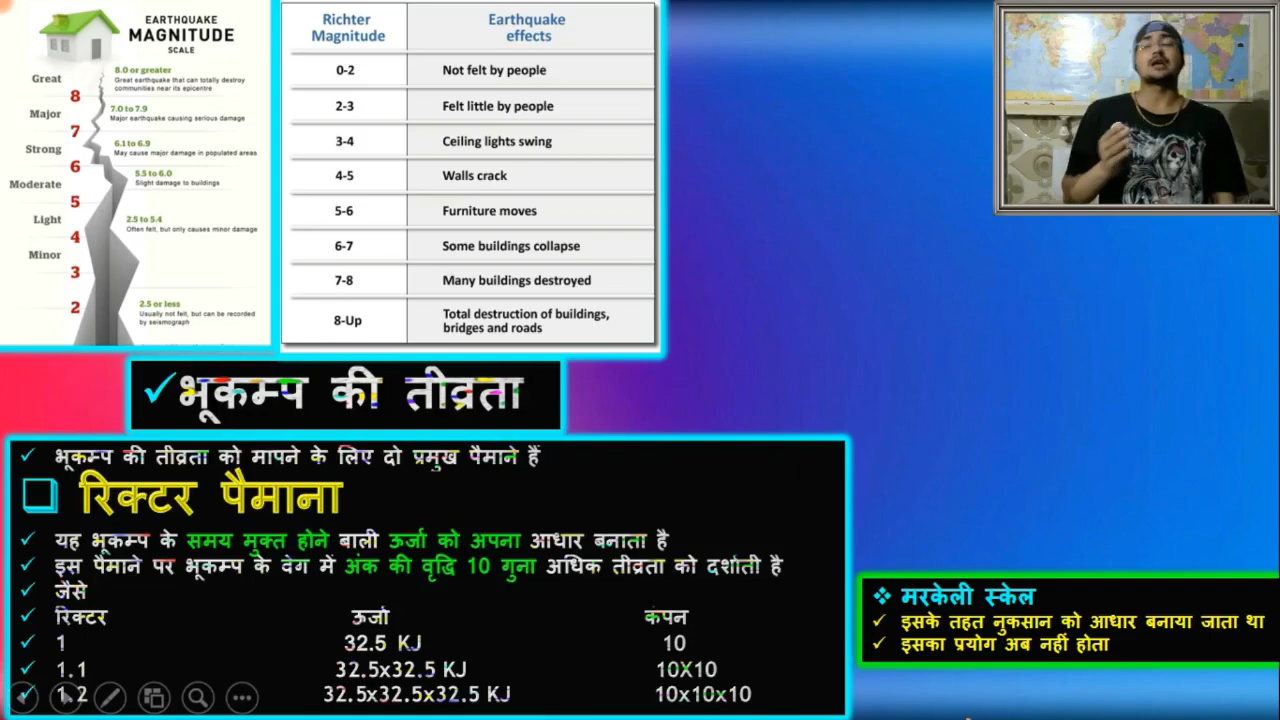 EARTHQUAKE
MAGNITUDE
SCALE
Great
8.0 or greater
Great earthquake that can totally destroy
communities near its epicentre
8
Major
7.0 to 7.9
Major earthquake causing serious damage
7
Strong
6.1 to 6.9
May cause major damage in populated areas
6
Moderate
5.5 to 6.0
Slight damage to buildings
5
Light
2.5 to 5.4
Often felt, but only causes minor damage
4
Minor
3
2.5 or less
Usually not felt, but can be recorded
by seismograph
2
Richter Magnitude Earthquake effects
0-2 Not felt by people
2-3 Felt little by people
3-4 Ceiling lights swing
4-5 Walls crack
5-6 Furniture moves
6-7 Some buildings collapse
7-8 Many buildings destroyed
8-Up Total destruction of buildings,
bridges and roads
✓भूकम्प की तीव्रता
✓ भूकम्प की तीव्रता को मापने के लिए दो प्रमुख पैमाने हैं
❑ रिक्टर पैमाना
✓ यह भूकम्प के समय मुक्त होने बाली ऊर्जा को अपना आधार बनाता है
✓ इस पैमाने पर भूकम्प के वेग में अंक की वृद्धि 10 गुना अधिक तीव्रता को दर्शाती है
✓ जैसे
✓ रिक्टर ऊर्जा कंपन
✓ 1 32.5 KJ 10
✓ 1.1 32.5x32.5 KJ 10X10
1.2 32.5x32.5x32.5 KJ 10x10x10
❖ मरकेली स्केल
✓ इसके तहत नुकसान को आधार बनाया जाता था
✓ इसका प्रयोग अब नहीं होता